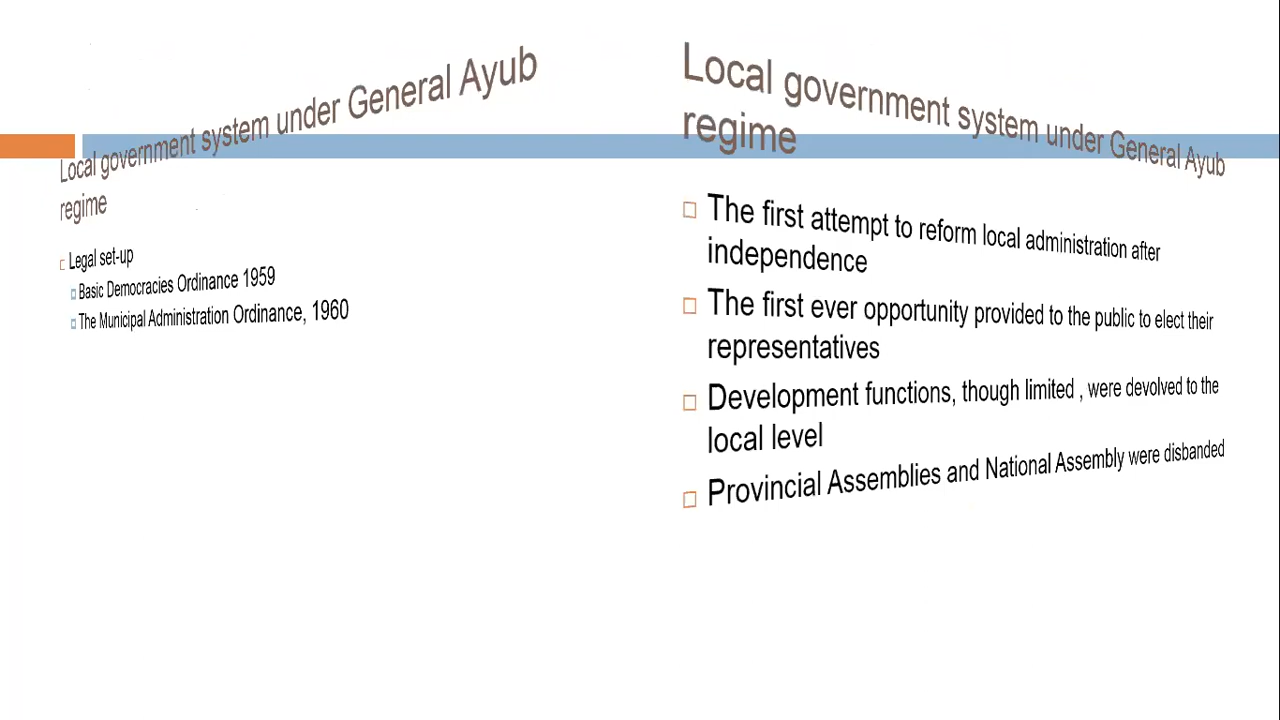 Local government system under General Ayub
regime
Legal set-up
Basic Democracies Ordinance 1959
The Municipal Administration Ordinance, 1960
Local government system under General Ayub
regime
The first attempt to reform local administration after
independence
The first ever opportunity provided to the public to elect their
representatives
Development functions, though limited , were devolved to the
local level
Provincial Assemblies and National Assembly were disbanded